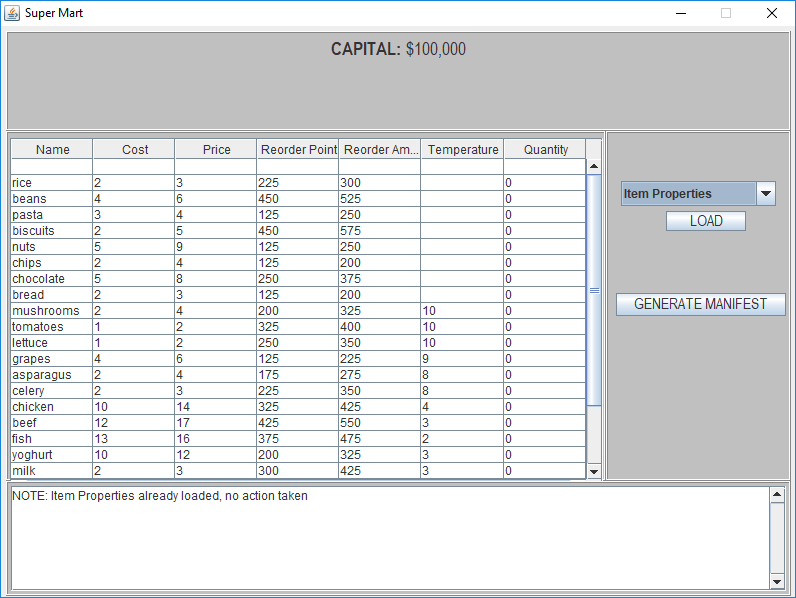 Super Mart
CAPITAL: $100,000
Name Cost Price Reorder Point Reorder Am... Temperature Quantity
rice 2 3 225 300 0
beans 4 6 450 525 0
pasta 3 4 125 250 0
biscuits 2 5 450 575 0
nuts 5 9 125 250 0
chips 2 4 125 200 0
chocolate 5 8 250 375 0
bread 2 3 125 200 0
mushrooms 2 4 200 325 10 0
tomatoes 1 2 325 400 10 0
lettuce 1 2 250 350 10 0
grapes 4 6 125 225 9 0
asparagus 2 4 175 275 8 0
celery 2 3 225 350 8 0
chicken 10 14 325 425 4 0
beef 12 17 425 550 3 0
fish 13 16 375 475 2 0
yoghurt 10 12 200 325 3 0
milk 2 3 300 425 3 0
Item Properties
LOAD
GENERATE MANIFEST
NOTE: Item Properties already loaded, no action taken